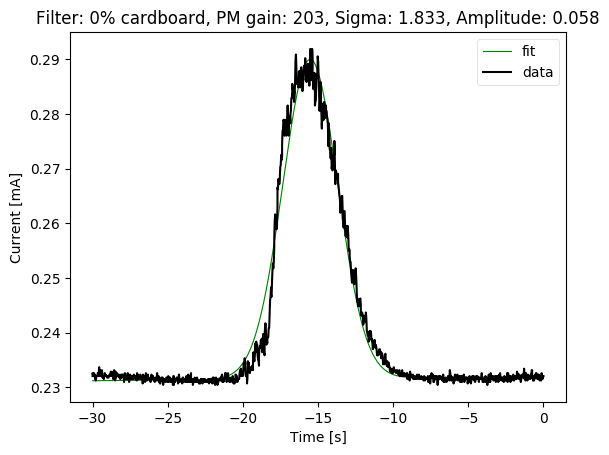 Filter: 0% cardboard, PM gain: 203, Sigma: 1.833, Amplitude: 0.058
fit
data
0.29
0.28
0.27
0.26
0.25
0.24
0.23
Current [mA]
−30
−25
−20
−15
−10
−5
0
Time [s]